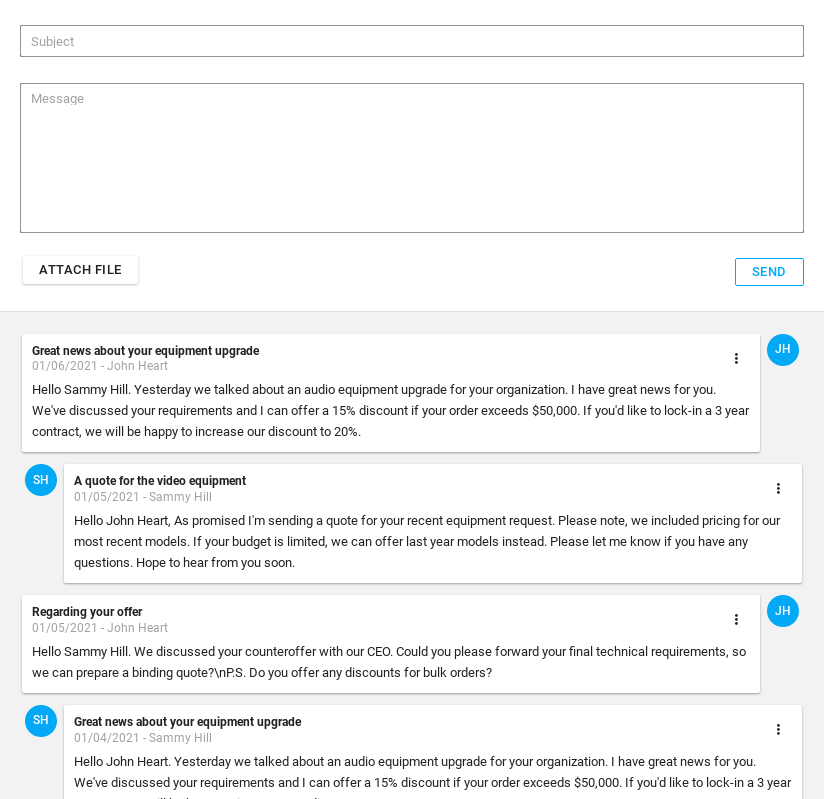 Subject
Message
ATTACH FILE
SEND
Great news about your equipment upgrade
01/06/2021 - John Heart
JH
Hello Sammy Hill. Yesterday we talked about an audio equipment upgrade for your organization. I have great news for you.
We've discussed your requirements and I can offer a 15% discount if your order exceeds $50,000. If you'd like to lock-in a 3 year
contract, we will be happy to increase our discount to 20%.
SH
A quote for the video equipment
01/05/2021 - Sammy Hill
Hello John Heart, As promised I'm sending a quote for your recent equipment request. Please note, we included pricing for our
most recent models. If your budget is limited, we can offer last year models instead. Please let me know if you have any
questions. Hope to hear from you soon.
Regarding your offer
01/05/2021 - John Heart
JH
Hello Sammy Hill. We discussed your counteroffer with our CEO. Could you please forward your final technical requirements, so
we can prepare a binding quote?\nP.S. Do you offer any discounts for bulk orders?
SH
Great news about your equipment upgrade
01/04/2021 - Sammy Hill
Hello John Heart. Yesterday we talked about an audio equipment upgrade for your organization. I have great news for you.
We've discussed your requirements and I can offer a 15% discount if your order exceeds $50,000. If you'd like to lock-in a 3 year